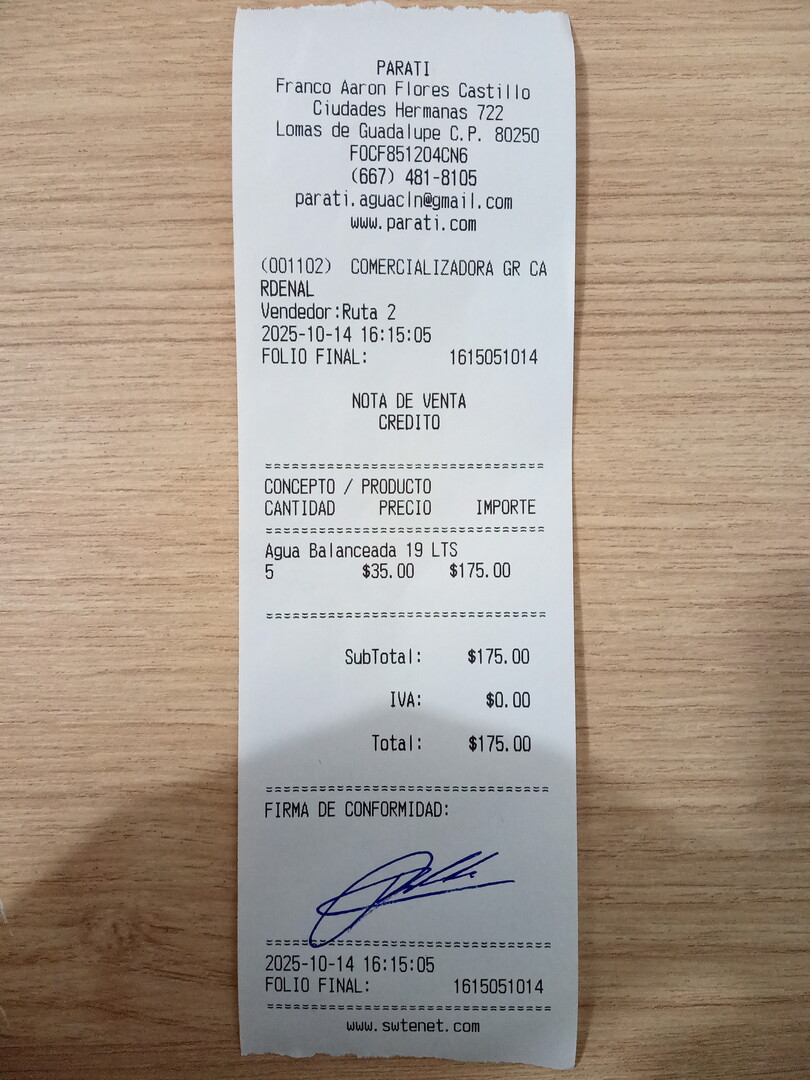 PARATI
Franco Aaron Flores Castillo
Ciudades Hermanas 722
Lomas de Guadalupe C.P. 80250
FOCF851204CN6
(667) 481-8105
parati.aguacln@gmail.com
www.parati.com
(001102) COMERCIALIZADORA GR CA
RDENAL
Vendedor:Ruta 2
2025-10-14 16:15:05
FOLIO FINAL: 1615051014
NOTA DE VENTA
CREDITO
===============================
CONCEPTO / PRODUCTO
CANTIDAD PRECIO IMPORTE
===============================
Agua Balanceada 19 LTS
5 $35.00 $175.00
===============================
SubTotal: $175.00
IVA: $0.00
Total: $175.00
===============================
FIRMA DE CONFORMIDAD:
===============================
2025-10-14 16:15:05
FOLIO FINAL: 1615051014
===============================
www.swtenet.com